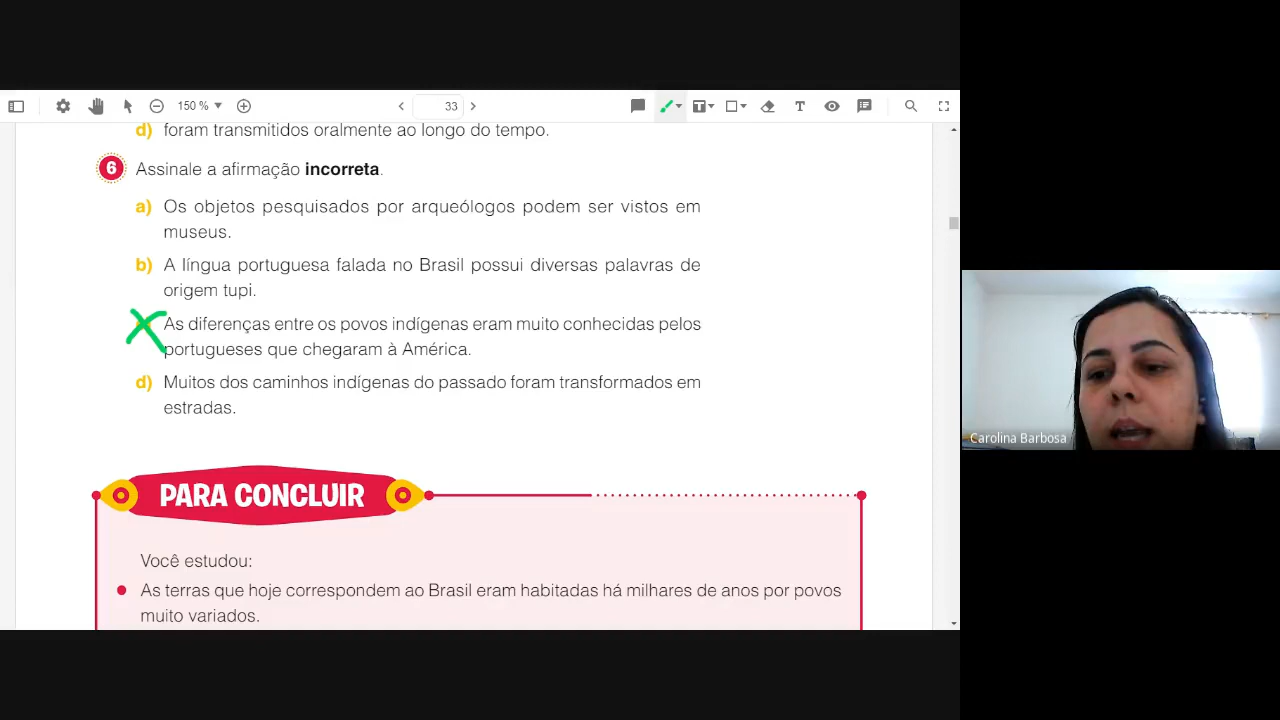 150 %
33
d) foram transmitidos oralmente ao longo do tempo.
6 Assinale a afirmação incorreta.
a) Os objetos pesquisados por arqueólogos podem ser vistos em
museus.
b) A língua portuguesa falada no Brasil possui diversas palavras de
origem tupi.
As diferenças entre os povos indígenas eram muito conhecidas pelos
portugueses que chegaram à América.
d) Muitos dos caminhos indígenas do passado foram transformados em
estradas.
PARA CONCLUIR
Você estudou:
As terras que hoje correspondem ao Brasil eram habitadas há milhares de anos por povos
muito variados.
Carolina Barbosa